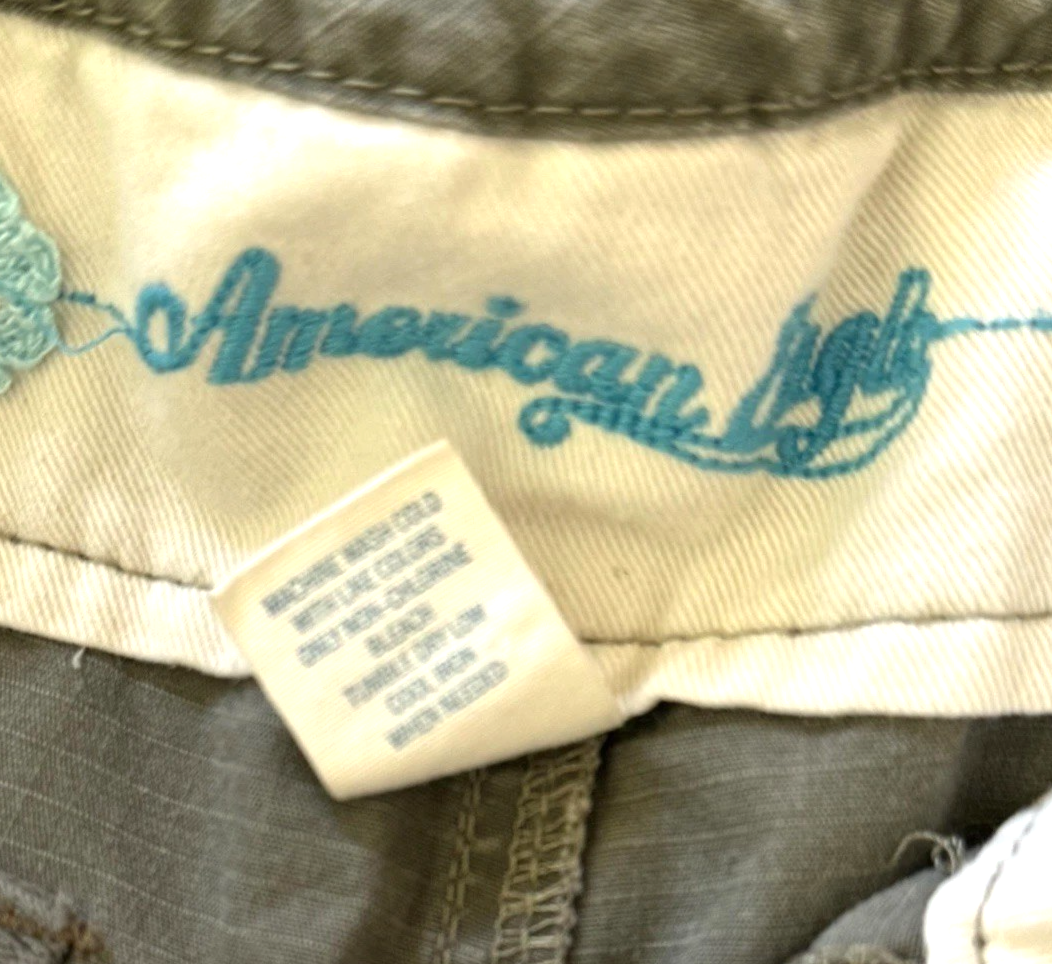 American
MACHINE WASH COLD
WITH LIKE COLORS
ONLY NON-CHLORINE
BLEACH
TUMBLE DRY LOW
COOL IRON
WHEN NEEDED